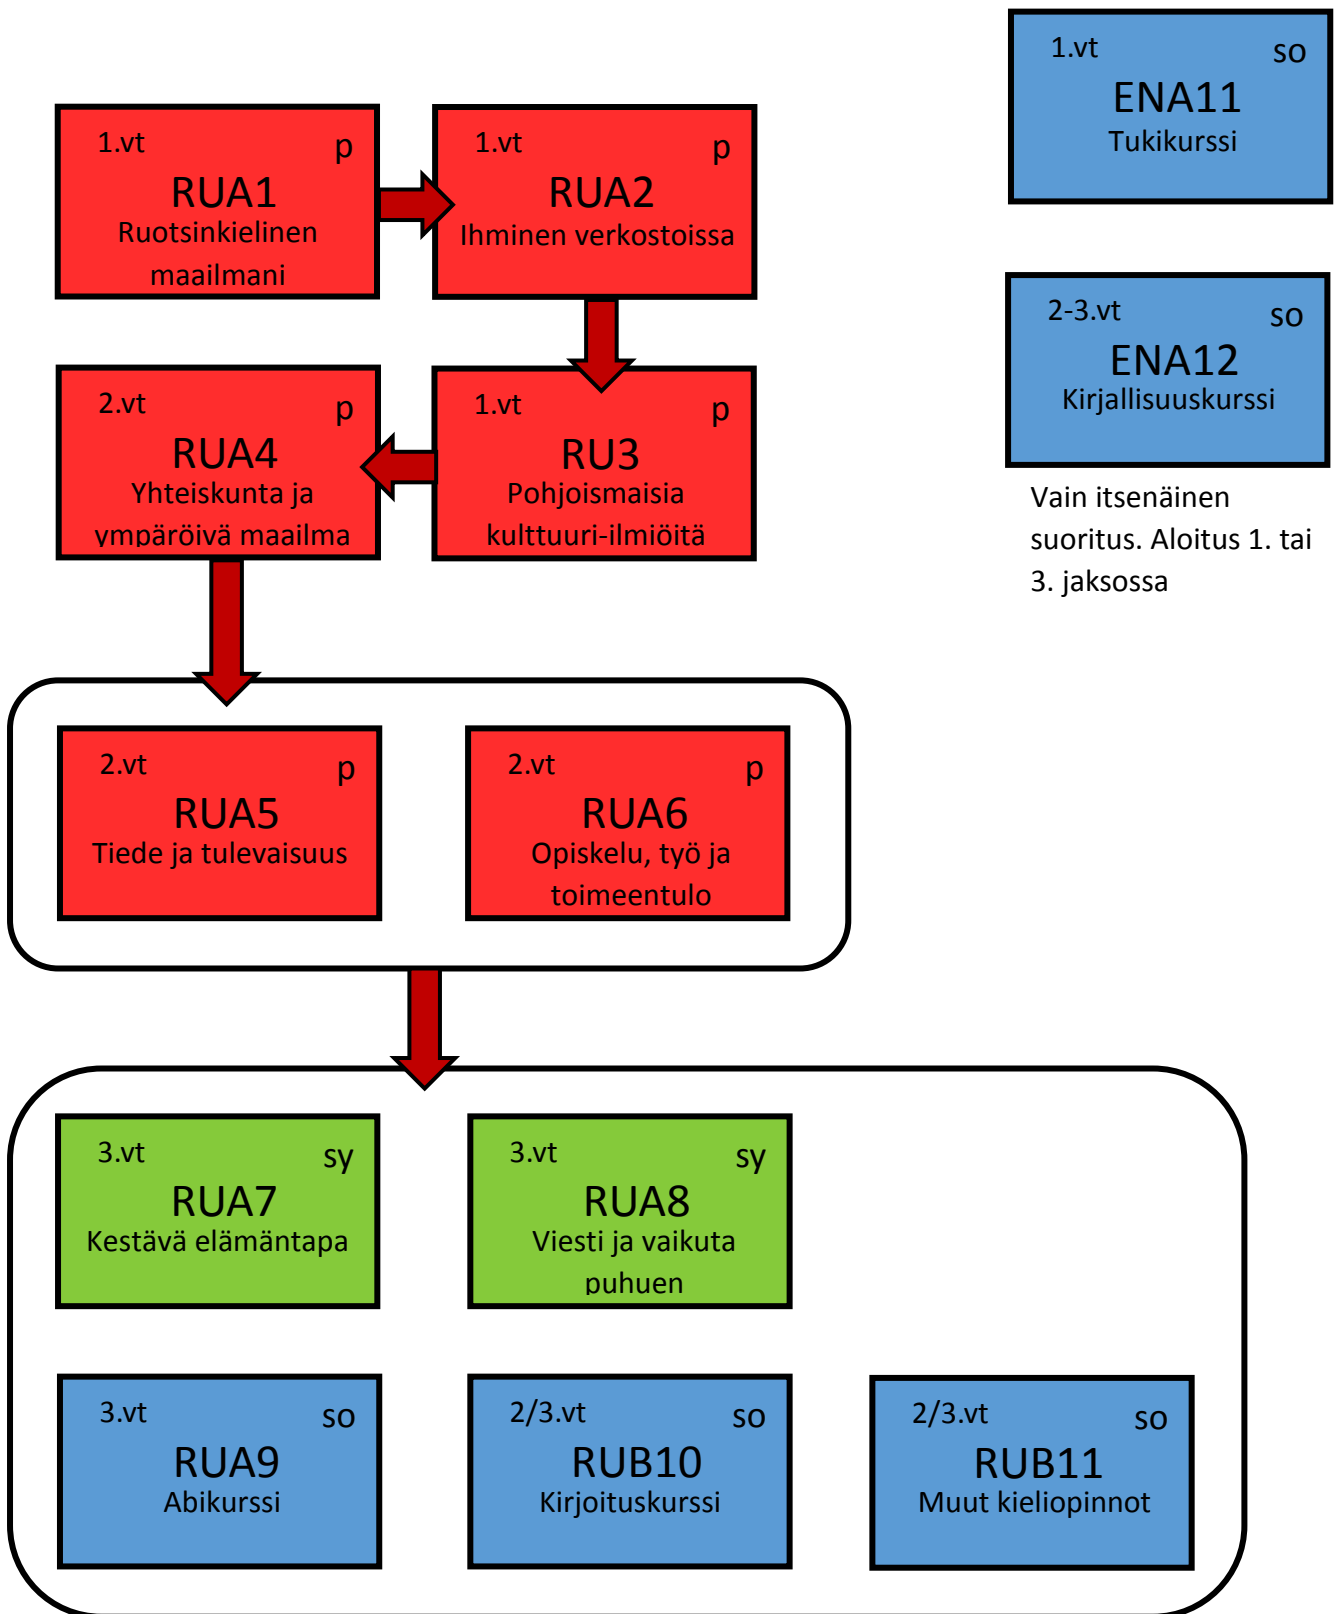 1.vt so
ENA11
Tukikurssi
1.vt p
RUA1
Ruotsinkielinen
maailmani
1.vt p
RUA2
Ihminen verkostoissa
2-3.vt so
ENA12
Kirjallisuuskurssi
Vain itsenäinen
suoritus. Aloitus 1. tai
3. jaksossa
2.vt p
RUA4
Yhteiskunta ja
ympäröivä maailma
1.vt p
RU3
Pohjoismaisia
kulttuuri-ilmiöitä
2.vt p
RUA5
Tiede ja tulevaisuus
2.vt p
RUA6
Opiskelu, työ ja
toimeentulo
3.vt sy
RUA7
Kestävä elämäntapa
3.vt sy
RUA8
Viesti ja vaikuta
puhuen
3.vt so
RUA9
Abikurssi
2/3.vt so
RUB10
Kirjoituskurssi
2/3.vt so
RUB11
Muut kieliopinnot